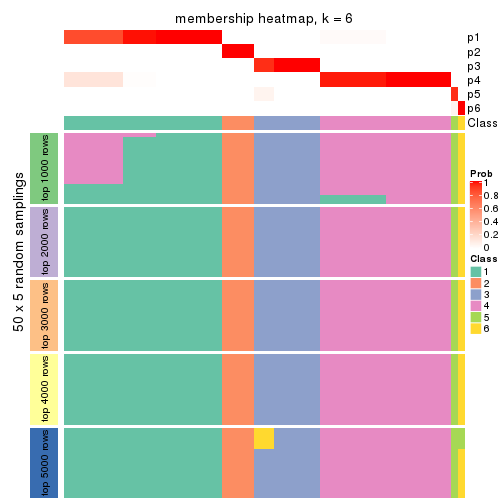 membership heatmap, k = 6
p1
p2
p3
p4
p5
p6
Class
50 x 5 random samplings
top 1000 rows
top 2000 rows
top 3000 rows
top 4000 rows
top 5000 rows
Prob
1
0.8
0.6
0.4
0.2
0
Class
1
2
3
4
5
6